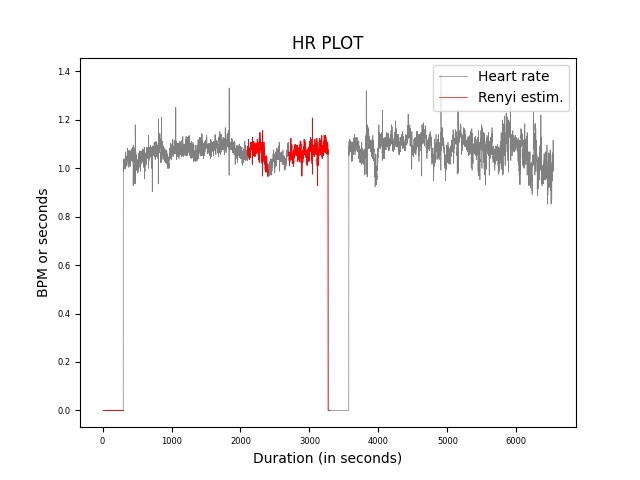 HR PLOT
Heart rate
Renyi estim.
1.4
1.2
1.0
0.8
0.6
0.4
0.2
0.0
BPM or seconds
0 1000 2000 3000 4000 5000 6000
Duration (in seconds)